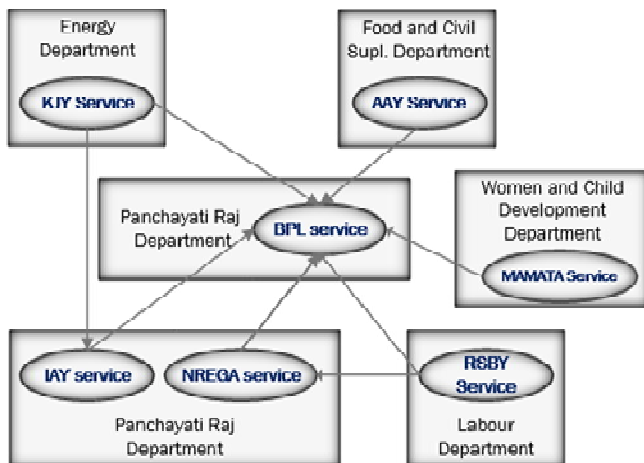 Energy
Department
KJY Service
Food and Civil
Supl. Department
AAY Service
Panchayati Raj
Department
BPL service
Women and Child
Development
Department
MAMATA Service
IAY service
NREGA service
Panchayati Raj
Department
RSBY
Service
Labour
Department